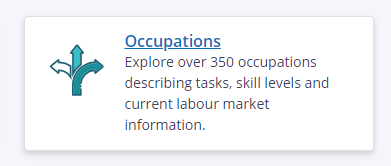 Occupations
Explore over 350 occupations
describing tasks, skill levels and
current labour market
information.